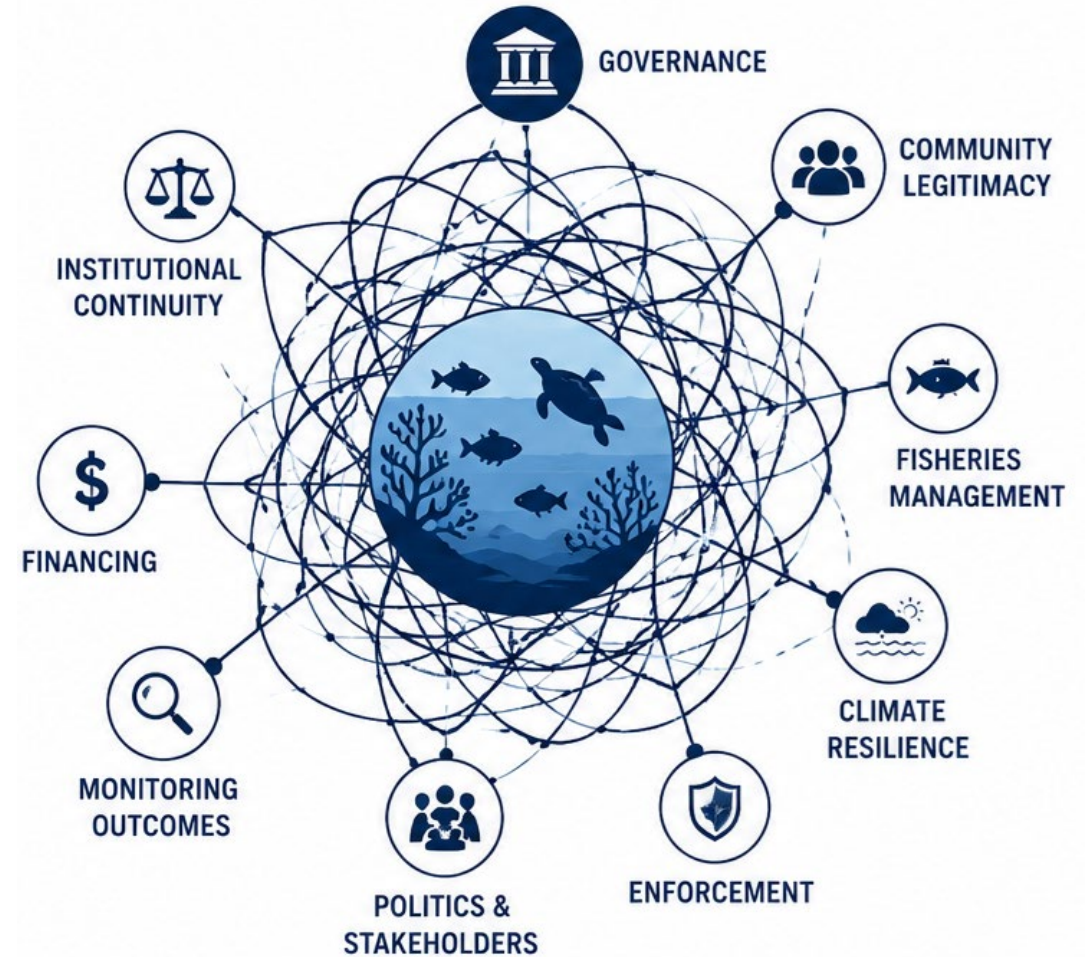 GOVERNANCE
COMMUNITY
LEGITIMACY
INSTITUTIONAL
CONTINUITY
FISHERIES
MANAGEMENT
$
FINANCING
CLIMATE
RESILIENCE
MONITORING
OUTCOMES
ENFORCEMENT
POLITICS &
STAKEHOLDERS